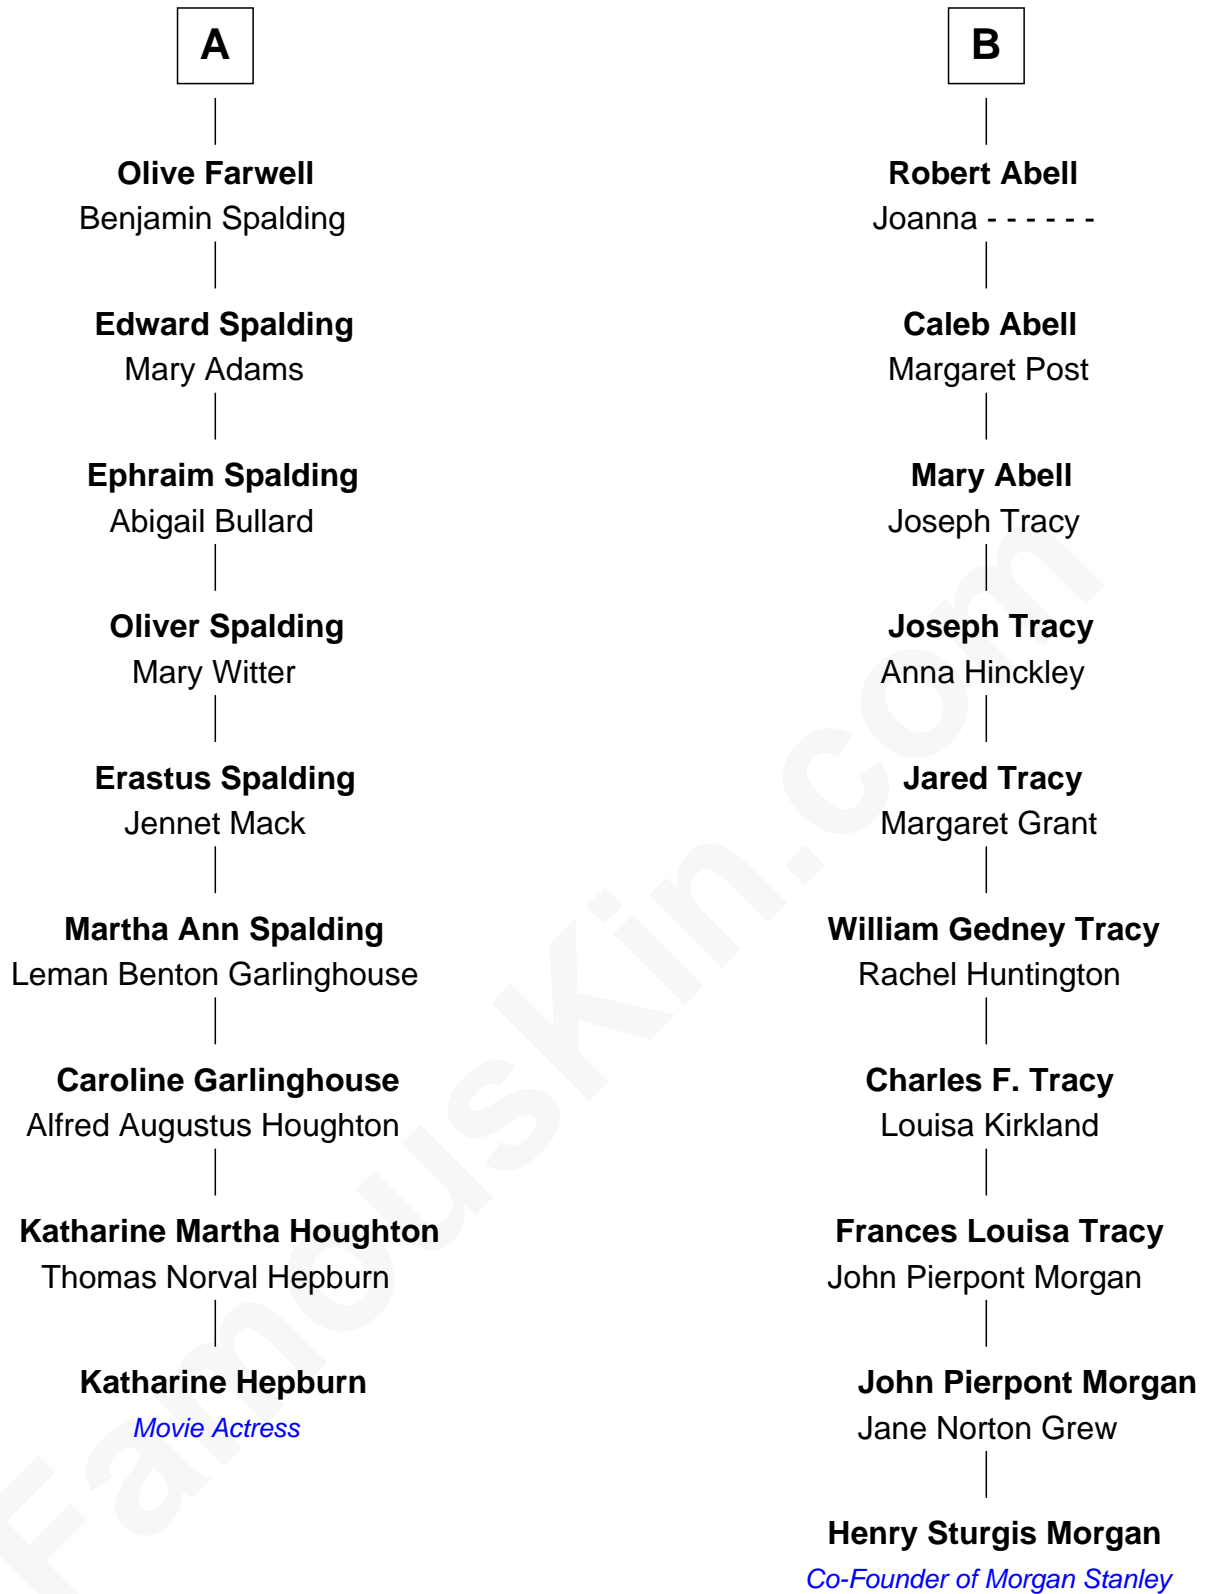 A
Olive Farwell
Benjamin Spalding
Edward Spalding
Mary Adams
Ephraim Spalding
Abigail Bullard
Oliver Spalding
Mary Witter
Erastus Spalding
Jennet Mack
Martha Ann Spalding
Leman Benton Garlinghouse
Caroline Garlinghouse
Alfred Augustus Houghton
Katharine Martha Houghton
Thomas Norval Hepburn
Katharine Hepburn
Movie Actress
B
Robert Abell
Joanna - - - - - -
Caleb Abell
Margaret Post
Mary Abell
Joseph Tracy
Joseph Tracy
Anna Hinckley
Jared Tracy
Margaret Grant
William Gedney Tracy
Rachel Huntington
Charles F. Tracy
Louisa Kirkland
Frances Louisa Tracy
John Pierpont Morgan
John Pierpont Morgan
Jane Norton Grew
Henry Sturgis Morgan
Co-Founder of Morgan Stanley
FamousKin.com